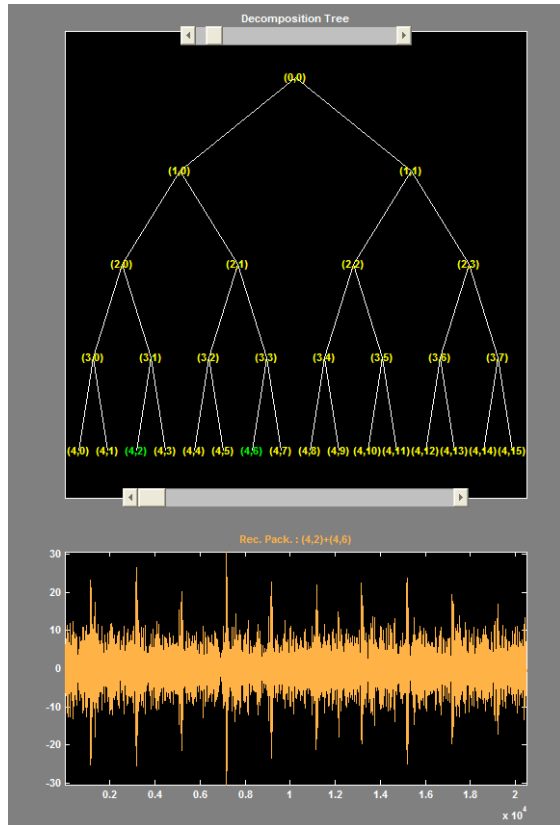 Decomposition Tree
(0,0)
(1,0) (1,1)
(2,0) (2,1) (2,2) (2,3)
(3,0) (3,1) (3,2) (3,3) (3,4) (3,5) (3,6) (3,7)
(4,0) (4,1) (4,2) (4,3) (4,4) (4,5) (4,6) (4,7) (4,8) (4,9) (4,10) (4,11) (4,12) (4,13) (4,14) (4,15)
Rec. Pack. : (4,2)+(4,6)
30
20
10
0
-10
-20
-30
0.2 0.4 0.6 0.8 1 1.2 1.4 1.6 1.8 2
x 10^4